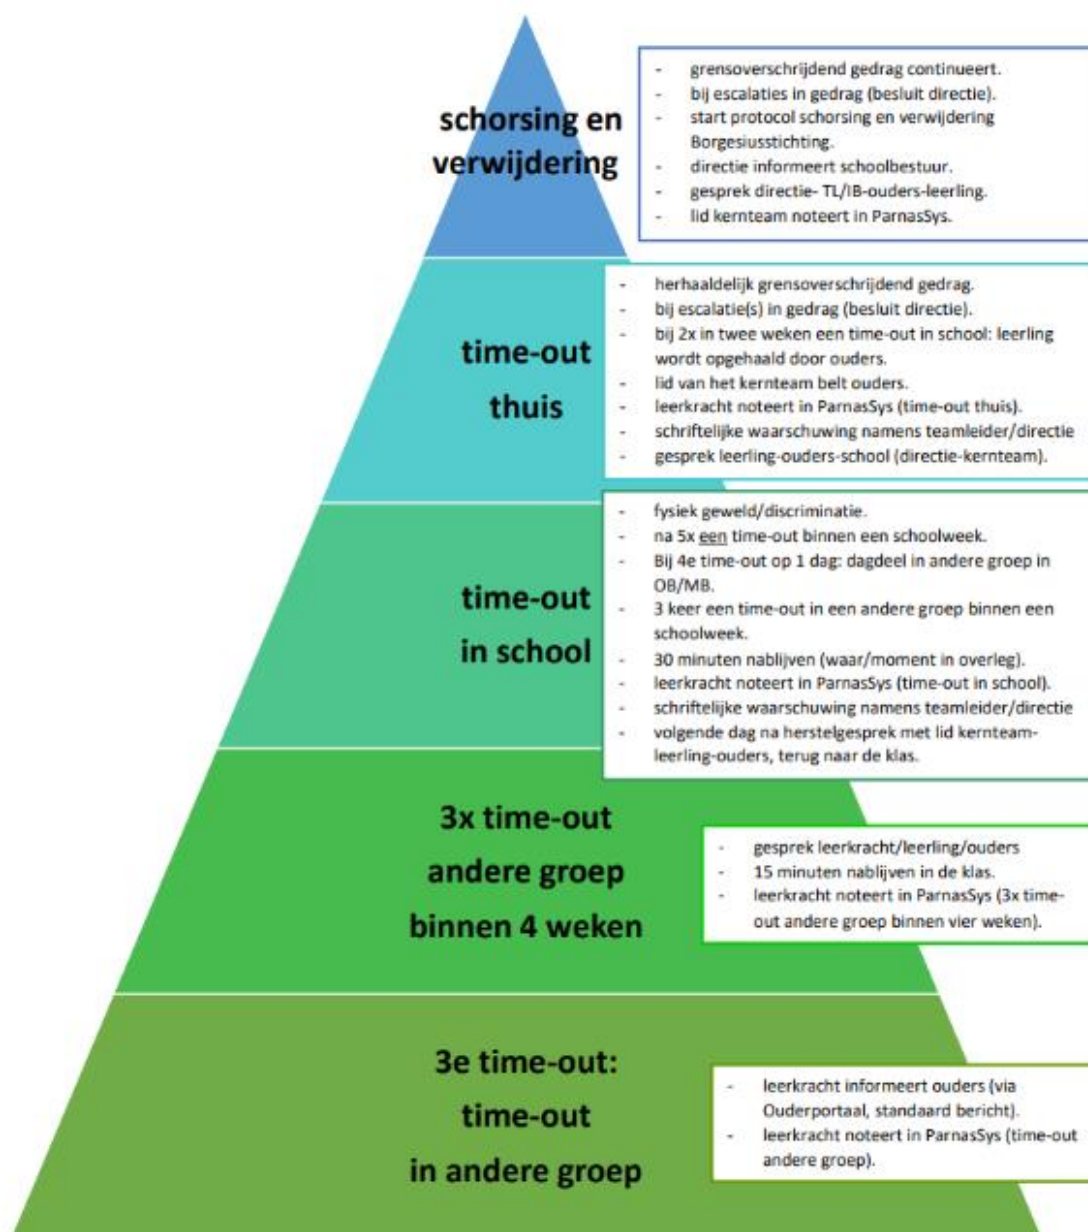 schorsing en
verwijdering
- grensoverschrijdend gedrag continueert.
- bij escalaties in gedrag (besluit directie).
- start protocol schorsing en verwijdering
Borgesiusstichting.
- directie informeert schoolbestuur.
- gesprek directie- TL/IB-ouders-leerling.
- lid kernteam noteert in ParnasSys.
time-out
thuis
- herhaaldelijk grensoverschrijdend gedrag.
- bij escalatie(s) in gedrag (besluit directie).
- bij 2x in twee weken een time-out in school: leerling
wordt opgehaald door ouders.
- lid van het kernteam belt ouders.
- leerkracht noteert in ParnasSys (time-out thuis).
- schriftelijke waarschuwing namens teamleider/directie
- gesprek leerling-ouders-school (directie-kernteam).
time-out
in school
- fysiek geweld/discriminatie.
- na 5x een time-out binnen een schoolweek.
- Bij 4e time-out op 1 dag: dagdeel in andere groep in
OB/MB.
- 3 keer een time-out in een andere groep binnen een
schoolweek.
- 30 minuten nablijven (waar/moment in overleg).
- leerkracht noteert in ParnasSys (time-out in school).
- schriftelijke waarschuwing namens teamleider/directie
- volgende dag na herstelgesprek met lid kernteam-
leerling-ouders, terug naar de klas.
3x time-out
andere groep
binnen 4 weken
- gesprek leerkracht/leerling/ouders
- 15 minuten nablijven in de klas.
- leerkracht noteert in ParnasSys (3x time-
out andere groep binnen vier weken).
3e time-out:
time-out
in andere groep
- leerkracht informeert ouders (via
Ouderportaal, standaard bericht).
- leerkracht noteert in ParnasSys (time-out
andere groep).